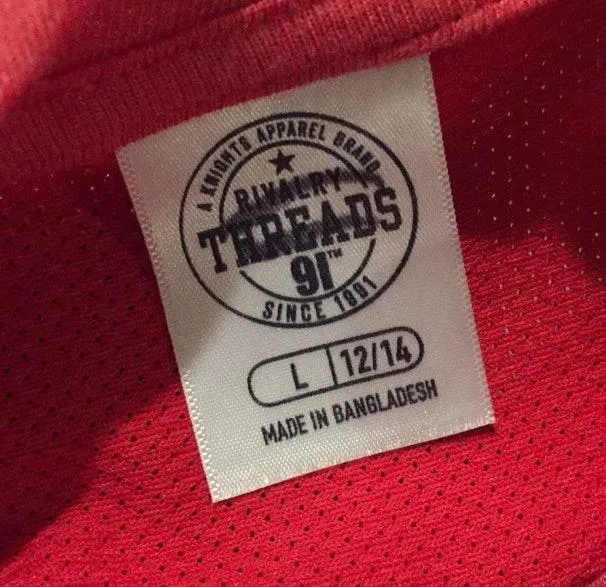 A KNIGHTS APPAREL BRAND
RIVALRY
THREADS
91™
SINCE 1991
L 12/14
MADE IN BANGLADESH